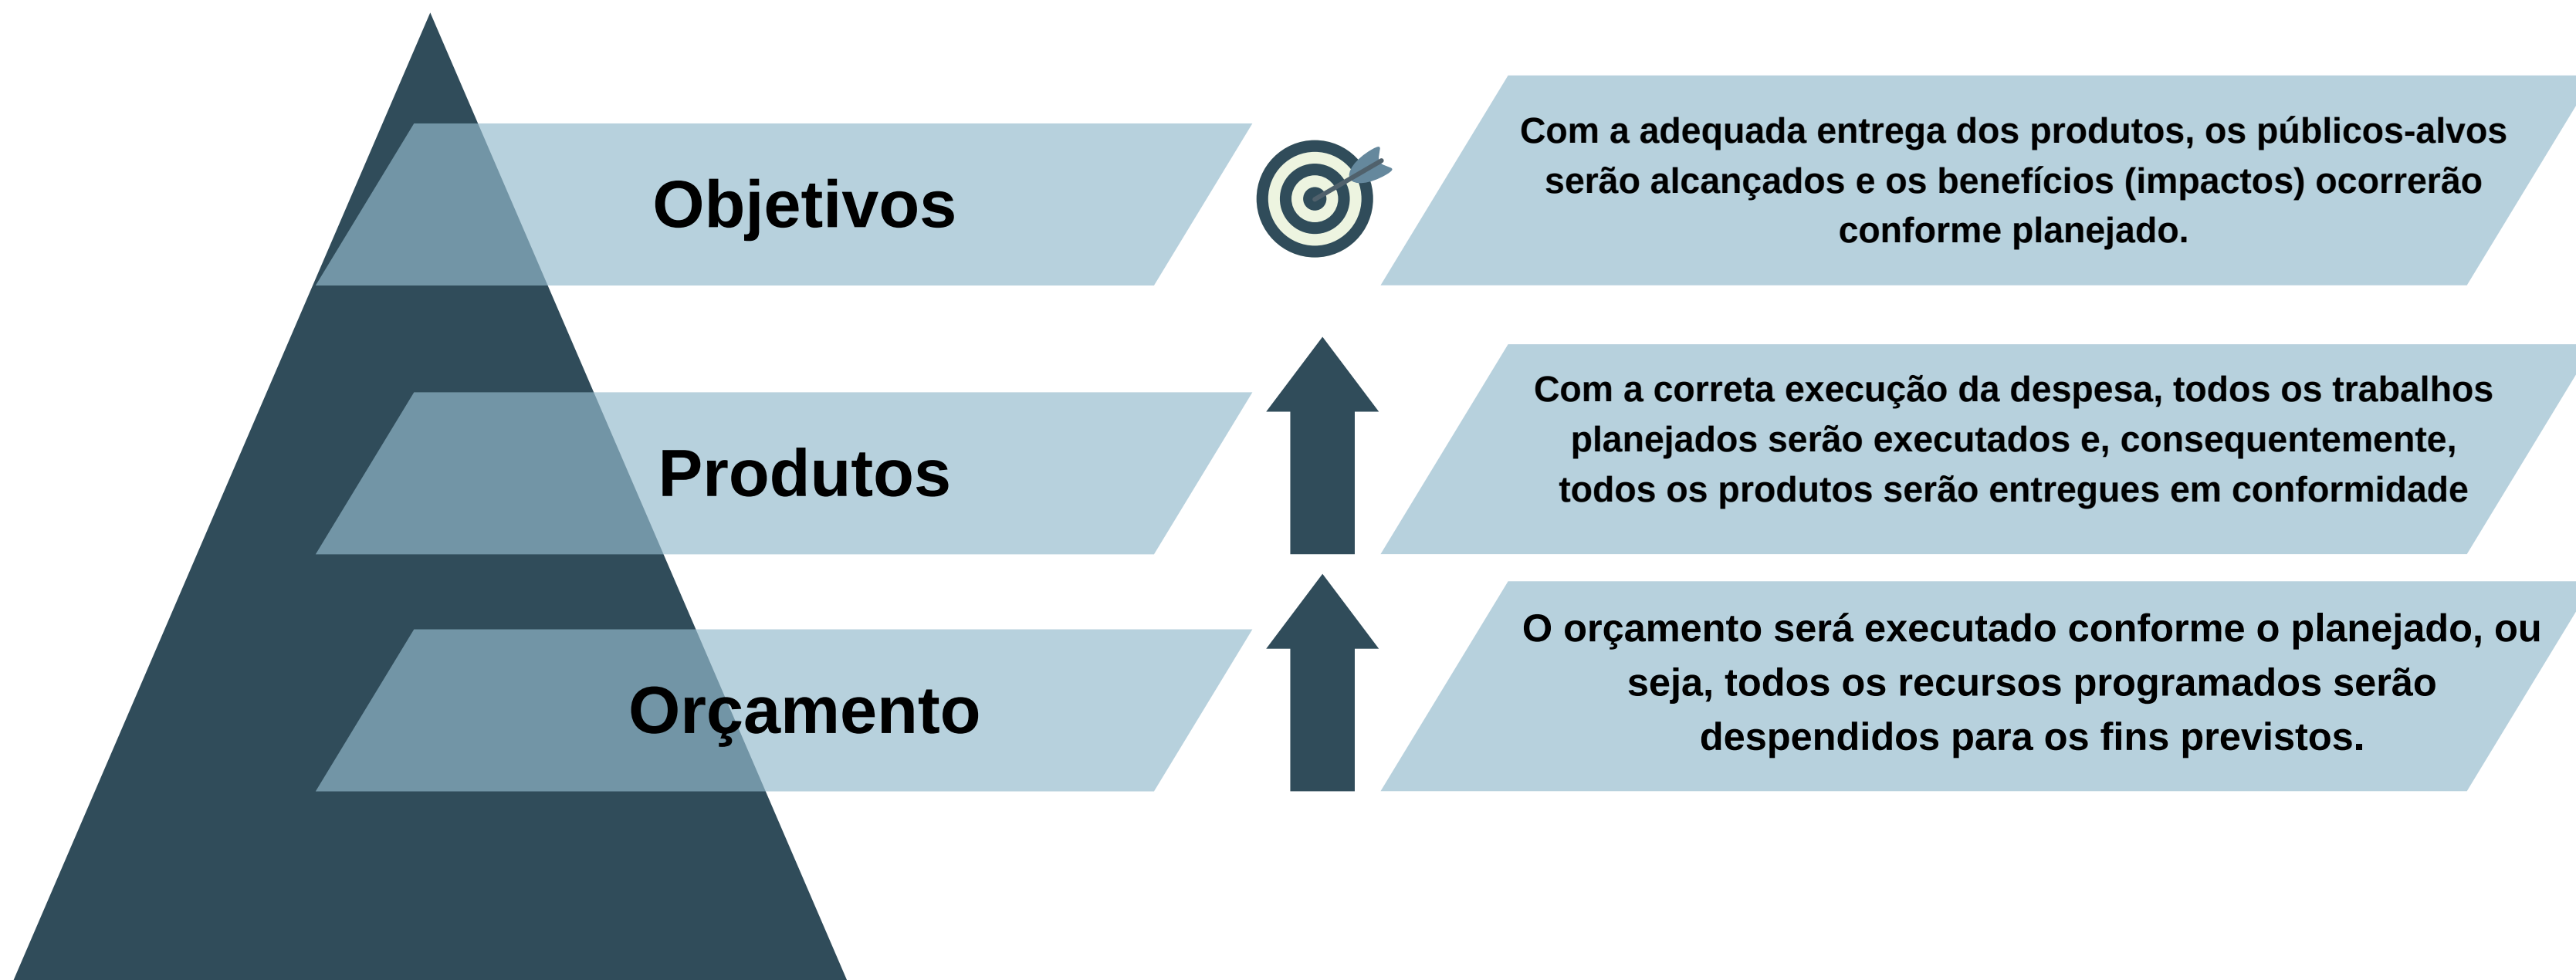 Objetivos
Com a adequada entrega dos produtos, os públicos-alvos
serão alcançados e os benefícios (impactos) ocorrerão
conforme planejado.
Produtos
Com a correta execução da despesa, todos os trabalhos
planejados serão executados e, consequentemente,
todos os produtos serão entregues em conformidade
Orçamento
O orçamento será executado conforme o planejado, ou
seja, todos os recursos programados serão
despendidos para os fins previstos.